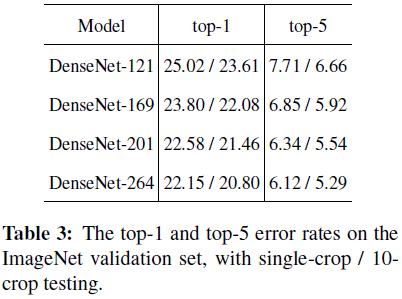 Model top-1 top-5
DenseNet-121 25.02 / 23.61 7.71 / 6.66
DenseNet-169 23.80 / 22.08 6.85 / 5.92
DenseNet-201 22.58 / 21.46 6.34 / 5.54
DenseNet-264 22.15 / 20.80 6.12 / 5.29
Table 3: The top-1 and top-5 error rates on the
ImageNet validation set, with single-crop / 10-
crop testing.